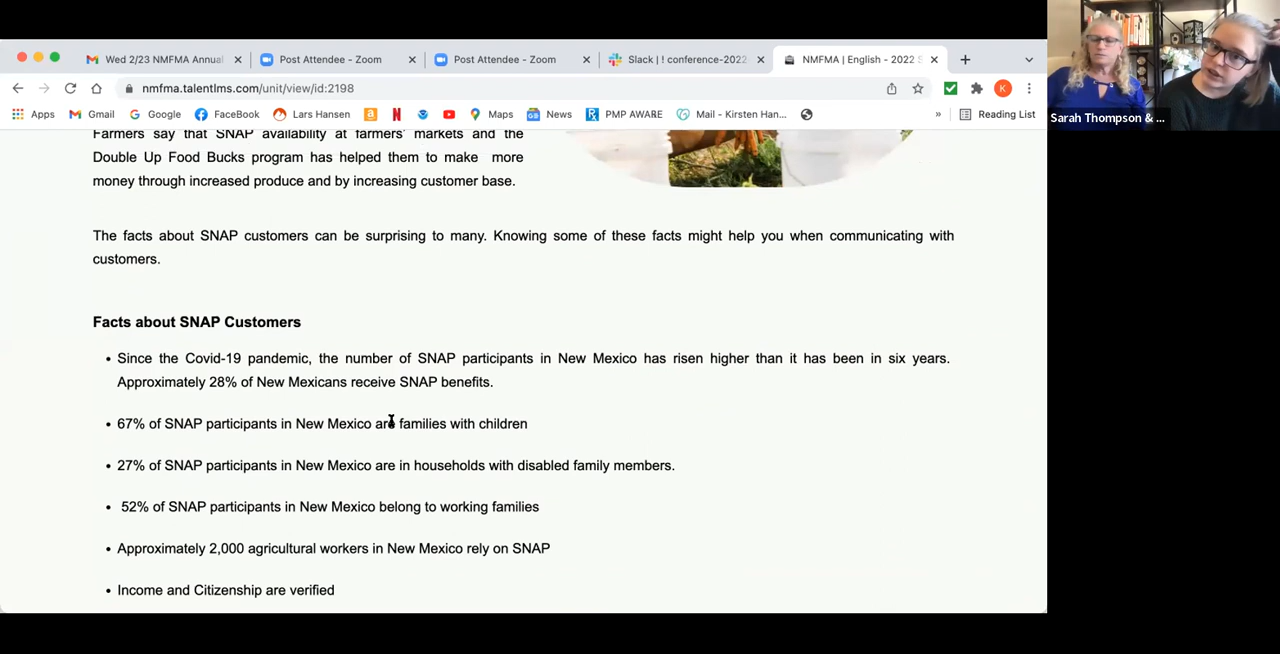 Wed 2/23 NMFMA Annual
Post Attendee - Zoom
Post Attendee - Zoom
Slack | ! conference-2022-
NMFMA | English - 2022 S
nmfma.talentlms.com/unit/view/id:2198
K
Apps
Gmail
Google
FaceBook
Lars Hansen
Maps
News
PMP AWARE
Mail - Kirsten Han...
»
Reading List
Farmers say that SNAP availability at farmers' markets and the
Double Up Food Bucks program has helped them to make more
money through increased produce and by increasing customer base.
The facts about SNAP customers can be surprising to many. Knowing some of these facts might help you when communicating with
customers.
Facts about SNAP Customers
• Since the Covid-19 pandemic, the number of SNAP participants in New Mexico has risen higher than it has been in six years.
Approximately 28% of New Mexicans receive SNAP benefits.
• 67% of SNAP participants in New Mexico are families with children
• 27% of SNAP participants in New Mexico are in households with disabled family members.
• 52% of SNAP participants in New Mexico belong to working families
• Approximately 2,000 agricultural workers in New Mexico rely on SNAP
• Income and Citizenship are verified
Sarah Thompson & ...